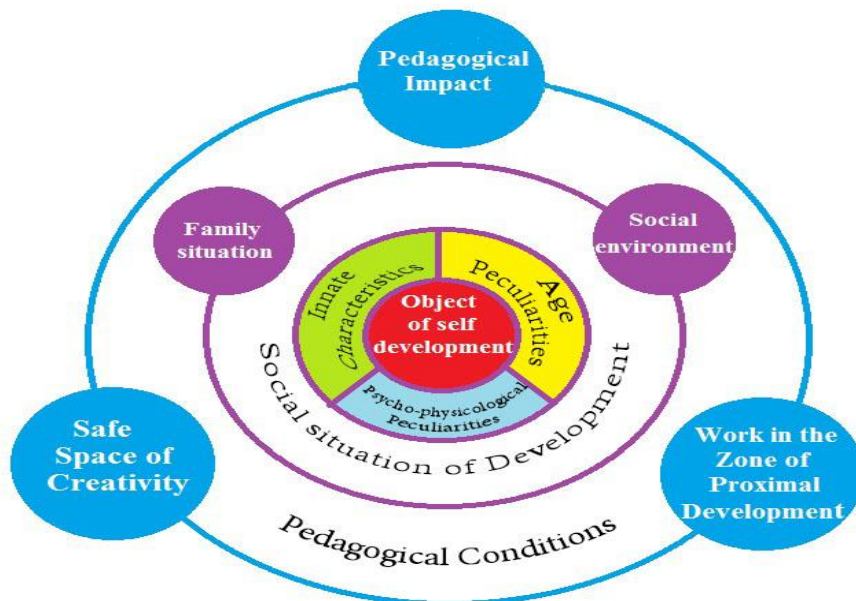 Pedagogical
Impact
Family
situation
Social
environment
Innate
Characteristics
Age
Peculiarities
Object
of self
development
Psycho-physicological
Peculiarities
Social situation of Development
Safe
Space of
Creativity
Work in the
Zone of
Proximal
Development
Pedagogical Conditions